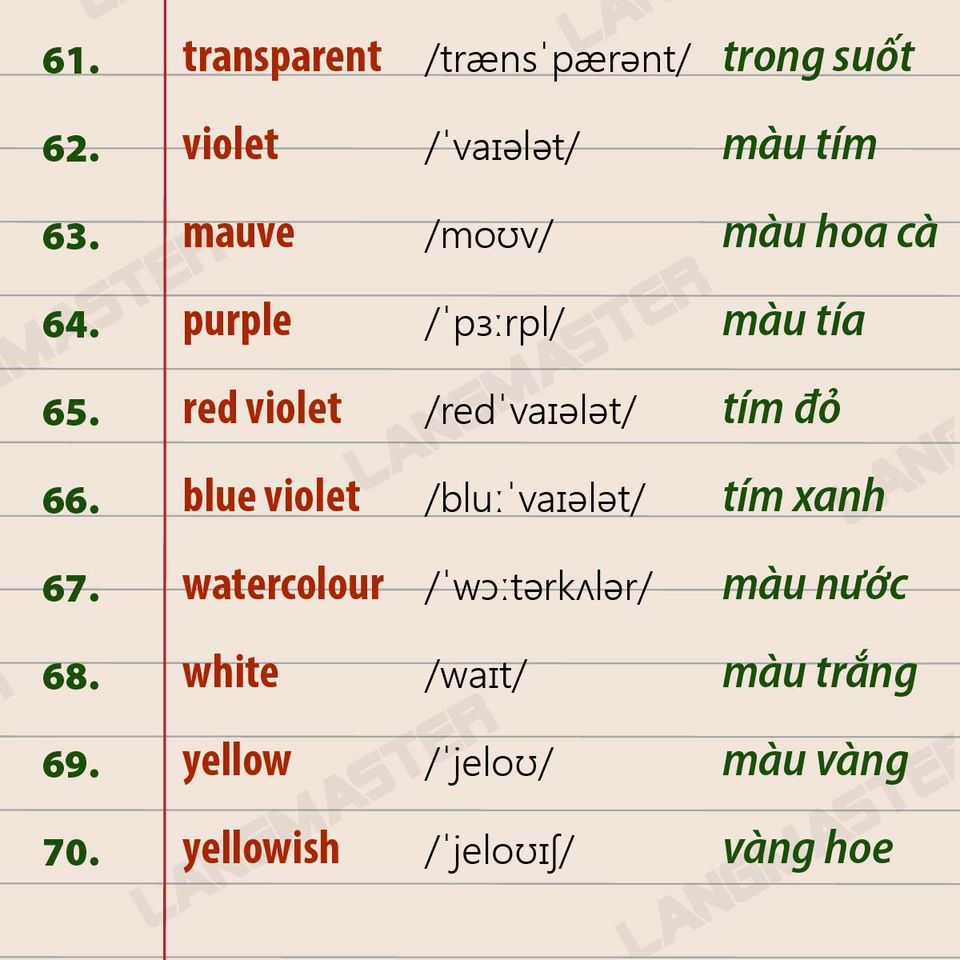 61. transparent /trænsˈpærənt/ trong suốt
62. violet /ˈvaɪələt/ màu tím
63. mauve /moʊv/ màu hoa cà
64. purple /ˈpɜːrpl/ màu tía
65. red violet /redˈvaɪələt/ tím đỏ
66. blue violet /bluːˈvaɪələt/ tím xanh
67. watercolour /ˈwɔːtərkʌlər/ màu nước
68. white /waɪt/ màu trắng
69. yellow /ˈjeloʊ/ màu vàng
70. yellowish /ˈjeloʊɪʃ/ vàng hoe
LANGMASTER
LANGMASTER
LANGMASTER